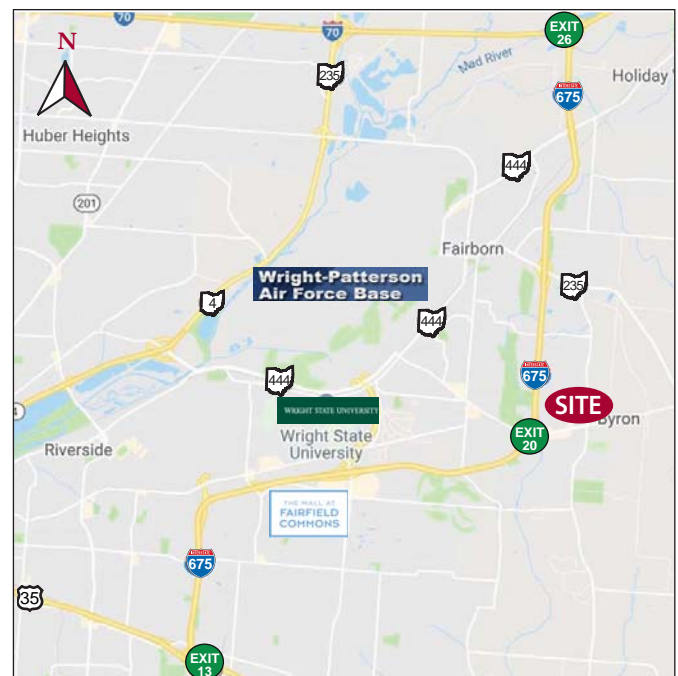 70
70
EXIT
26
N
Mad River
235
675
Holiday
Huber Heights
444
201
Fairborn
Wright-Patterson
Air Force Base
235
4
444
675
444
SITE
WRIGHT STATE UNIVERSITY
Byron
4
EXIT
20
Wright State
University
Riverside
THE MALL AT
FAIRFIELD
COMMONS
675
35
EXIT
13